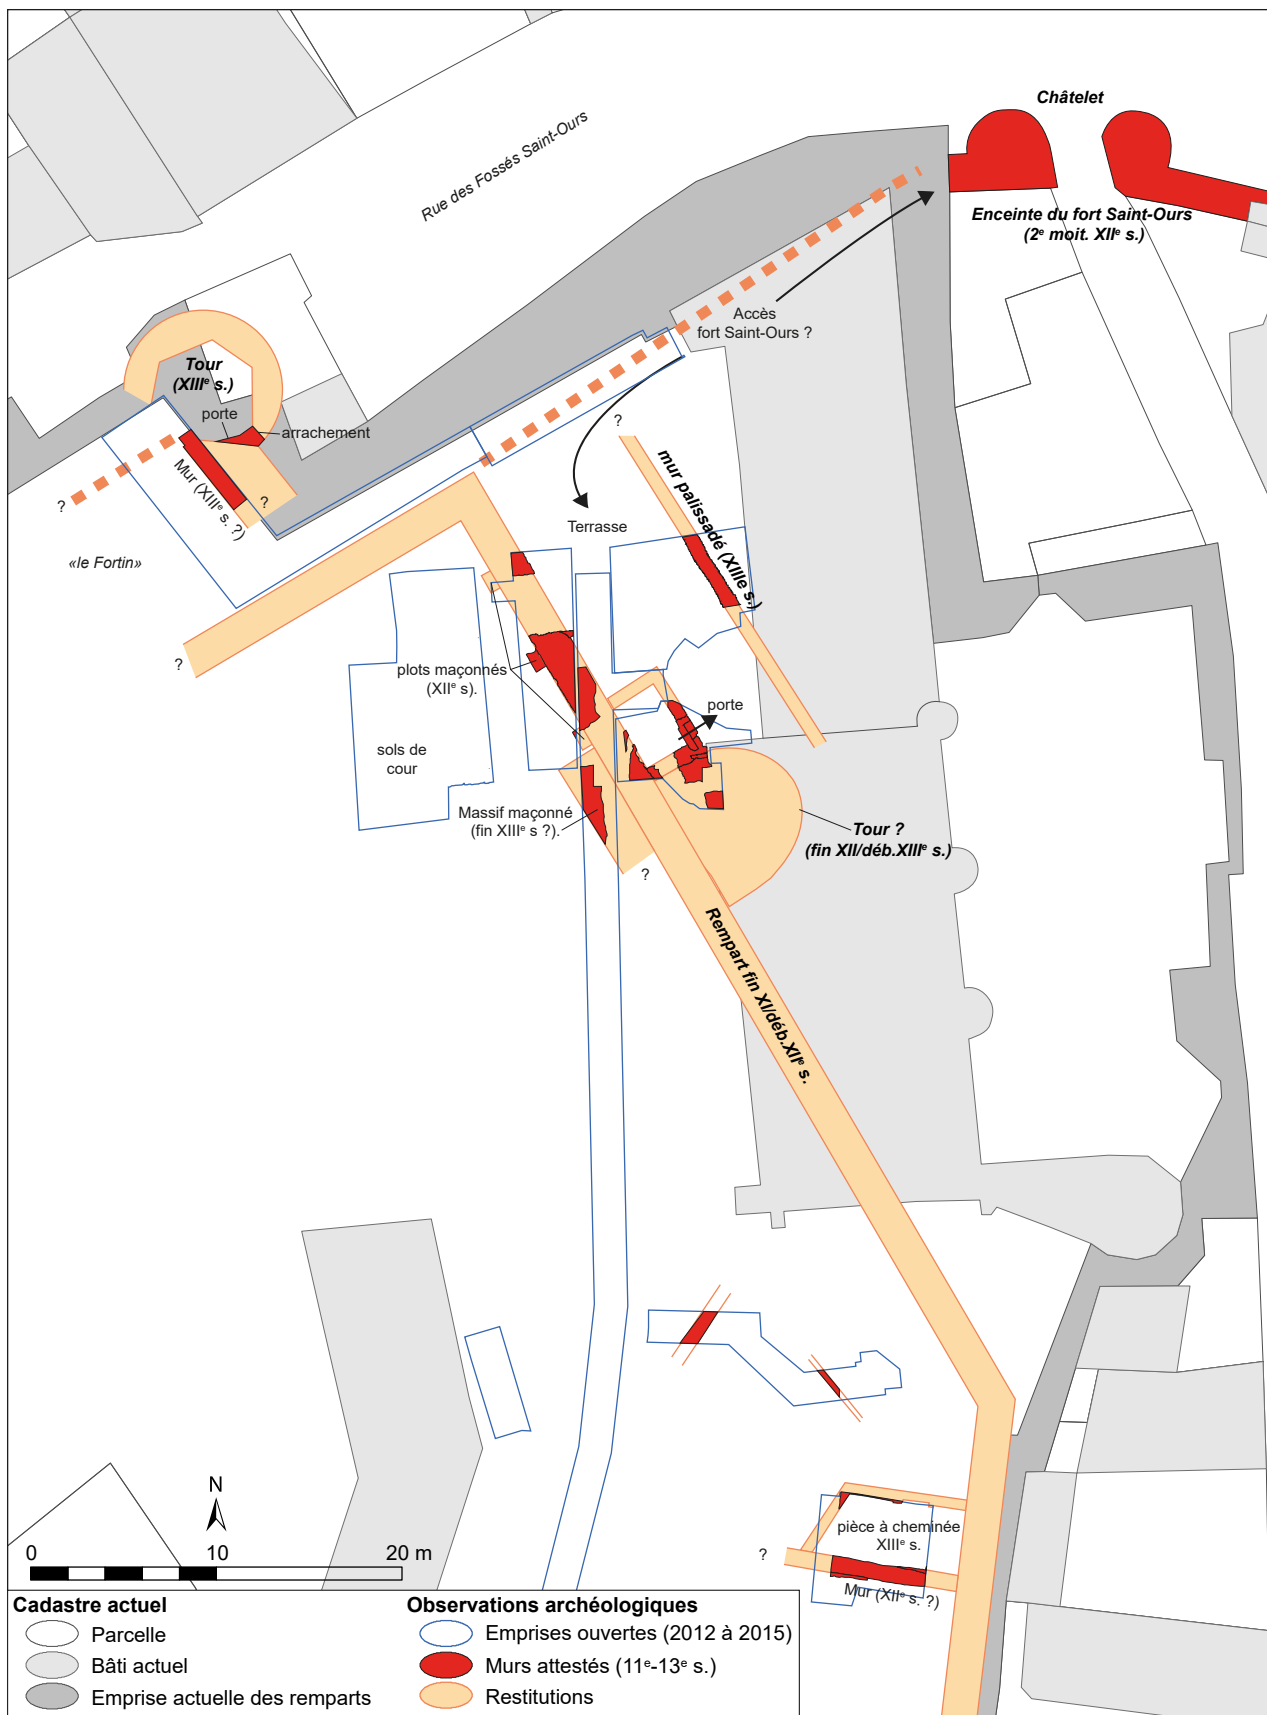 Châtelet
Rue des Fossés Saint-Ours
Enceinte du fort Saint-Ours
(2e moit. XIIe s.)
Accès
fort Saint-Ours ?
Tour
(XIIIe s.)
porte
arrachement
?
mur palissadé (XIIIe s.)
Mur (XIIIe s. ?)
?
?
Terrasse
«le Fortin»
?
plots maçonnés
(XIIe s).
porte
sols de
cour
Massif maçonné
(fin XIIIe s ?).
Tour ?
(fin XII/déb.XIIIe s.)
?
Rempart fin XI/déb.XIIe s.
N
pièce à cheminée
XIIIe s.
?
Mur (XIIe s. ?)
0 10 20 m
Cadastre actuel
Parcelle
Bâti actuel
Emprise actuelle des remparts
Observations archéologiques
Emprises ouvertes (2012 à 2015)
Murs attestés (11e-13e s.)
Restitutions